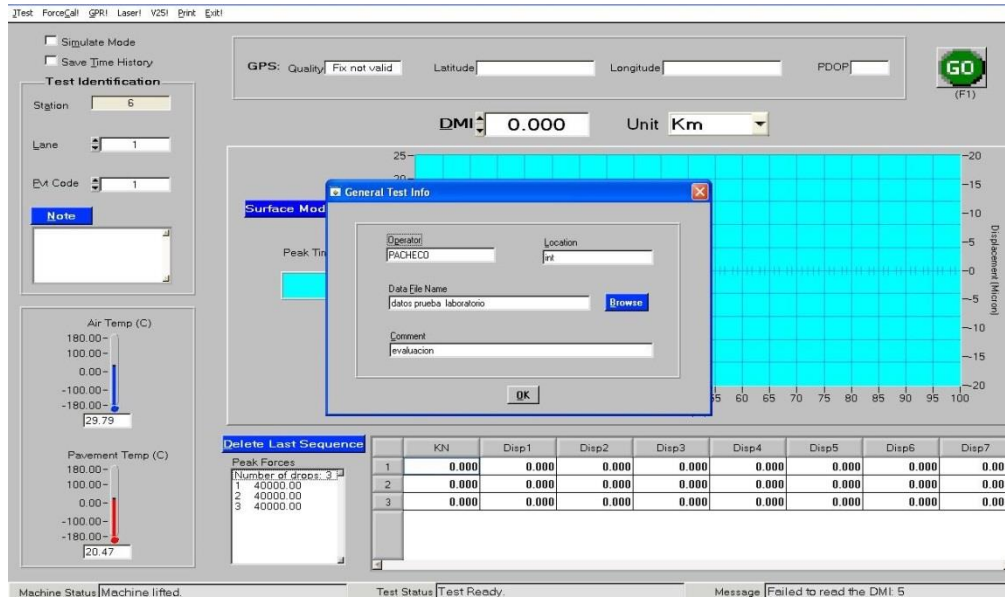 JTest ForceCal! GPR! Laser! V25! Print Exit!
Simulate Mode
Save Time History
Test Identification
Station 6
Lane 1
Pvt Code 1
Note
GPS: Quality Fix not valid Latitude Longitude PDOP
GO
(F1)
DMI 0.000 Unit Km
Surface Mod
Peak Tim
25
20
General Test Info
Operator
PACHECO
Location
int
Data File Name
datos prueba laboratorio
Browse
Comment
evaluacion
OK
20
15
10
5
0
-5
-10
-15
-20
Displacement (Micron)
55 60 65 70 75 80 85 90 95 100
Air Temp (C)
180.00
100.00
0.00
-100.00
-180.00
29.79
Pavement Temp (C)
180.00
100.00
0.00
-100.00
-180.00
20.47
Delete Last Sequence
Peak Forces
Number of drops: 3
1 40000.00
2 40000.00
3 40000.00
KN Disp1 Disp2 Disp3 Disp4 Disp5 Disp6 Disp7
1 0.000 0.000 0.000 0.000 0.000 0.000 0.000 0.00
2 0.000 0.000 0.000 0.000 0.000 0.000 0.000 0.00
3 0.000 0.000 0.000 0.000 0.000 0.000 0.000 0.00
Machine Status Machine lifted.
Test Status Test Ready.
Message Failed to read the DMI: 5